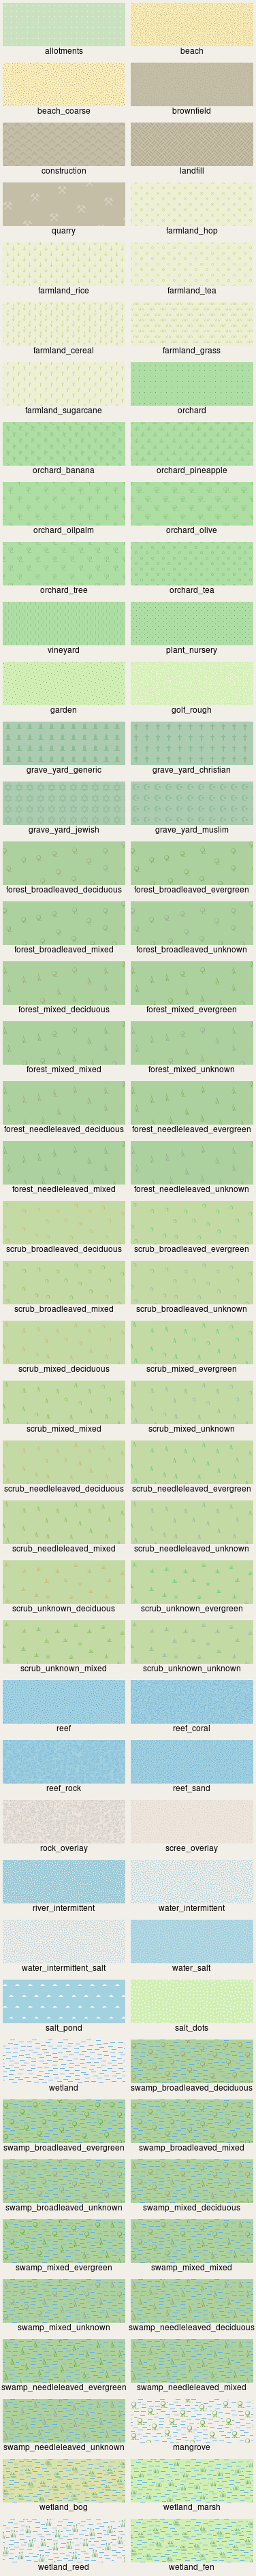 allotments
beach
beach_coarse
brownfield
construction
landfill
quarry
farmland_hop
farmland_rice
farmland_tea
farmland_cereal
farmland_grass
farmland_sugarcane
orchard
orchard_banana
orchard_pineapple
orchard_oilpalm
orchard_olive
orchard_tree
orchard_tea
vineyard
plant_nursery
garden
golf_rough
grave_yard_generic
grave_yard_christian
grave_yard_jewish
grave_yard_muslim
forest_broadleaved_deciduous
forest_broadleaved_evergreen
forest_broadleaved_mixed
forest_broadleaved_unknown
forest_mixed_deciduous
forest_mixed_evergreen
forest_mixed_mixed
forest_mixed_unknown
forest_needleleaved_deciduous
forest_needleleaved_evergreen
forest_needleleaved_mixed
forest_needleleaved_unknown
scrub_broadleaved_deciduous
scrub_broadleaved_evergreen
scrub_broadleaved_mixed
scrub_broadleaved_unknown
scrub_mixed_deciduous
scrub_mixed_evergreen
scrub_mixed_mixed
scrub_mixed_unknown
scrub_needleleaved_deciduous
scrub_needleleaved_evergreen
scrub_needleleaved_mixed
scrub_needleleaved_unknown
scrub_unknown_deciduous
scrub_unknown_evergreen
scrub_unknown_mixed
scrub_unknown_unknown
reef
reef_coral
reef_rock
reef_sand
rock_overlay
scree_overlay
river_intermittent
water_intermittent
water_intermittent_salt
water_salt
salt_pond
salt_dots
wetland
swamp_broadleaved_deciduous
swamp_broadleaved_evergreen
swamp_broadleaved_mixed
swamp_broadleaved_unknown
swamp_mixed_deciduous
swamp_mixed_evergreen
swamp_mixed_mixed
swamp_mixed_unknown
swamp_needleleaved_deciduous
swamp_needleleaved_evergreen
swamp_needleleaved_mixed
swamp_needleleaved_unknown
mangrove
wetland_bog
wetland_marsh
wetland_reed
wetland_fen